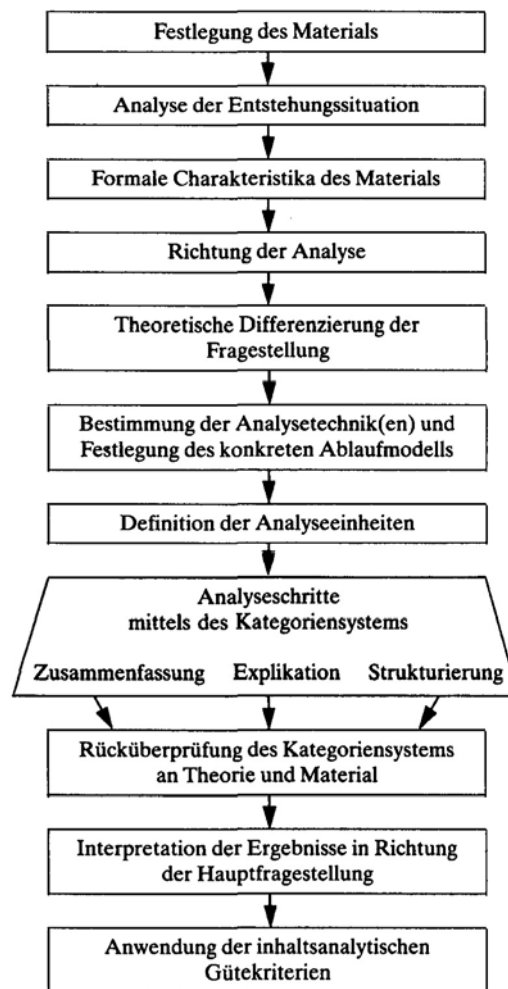 Festlegung des Materials
Analyse der Entstehungssituation
Formale Charakteristika des Materials
Richtung der Analyse
Theoretische Differenzierung der
Fragestellung
Bestimmung der Analysetechnik(en) und
Festlegung des konkreten Ablaufmodells
Definition der Analyseeinheiten
Analyseschritte
mittels des Kategoriensystems
Zusammenfassung Explikation Strukturierung
Rücküberprüfung des Kategoriensystems
an Theorie und Material
Interpretation der Ergebnisse in Richtung
der Hauptfragestellung
Anwendung der inhaltsanalytischen
Gütekriterien